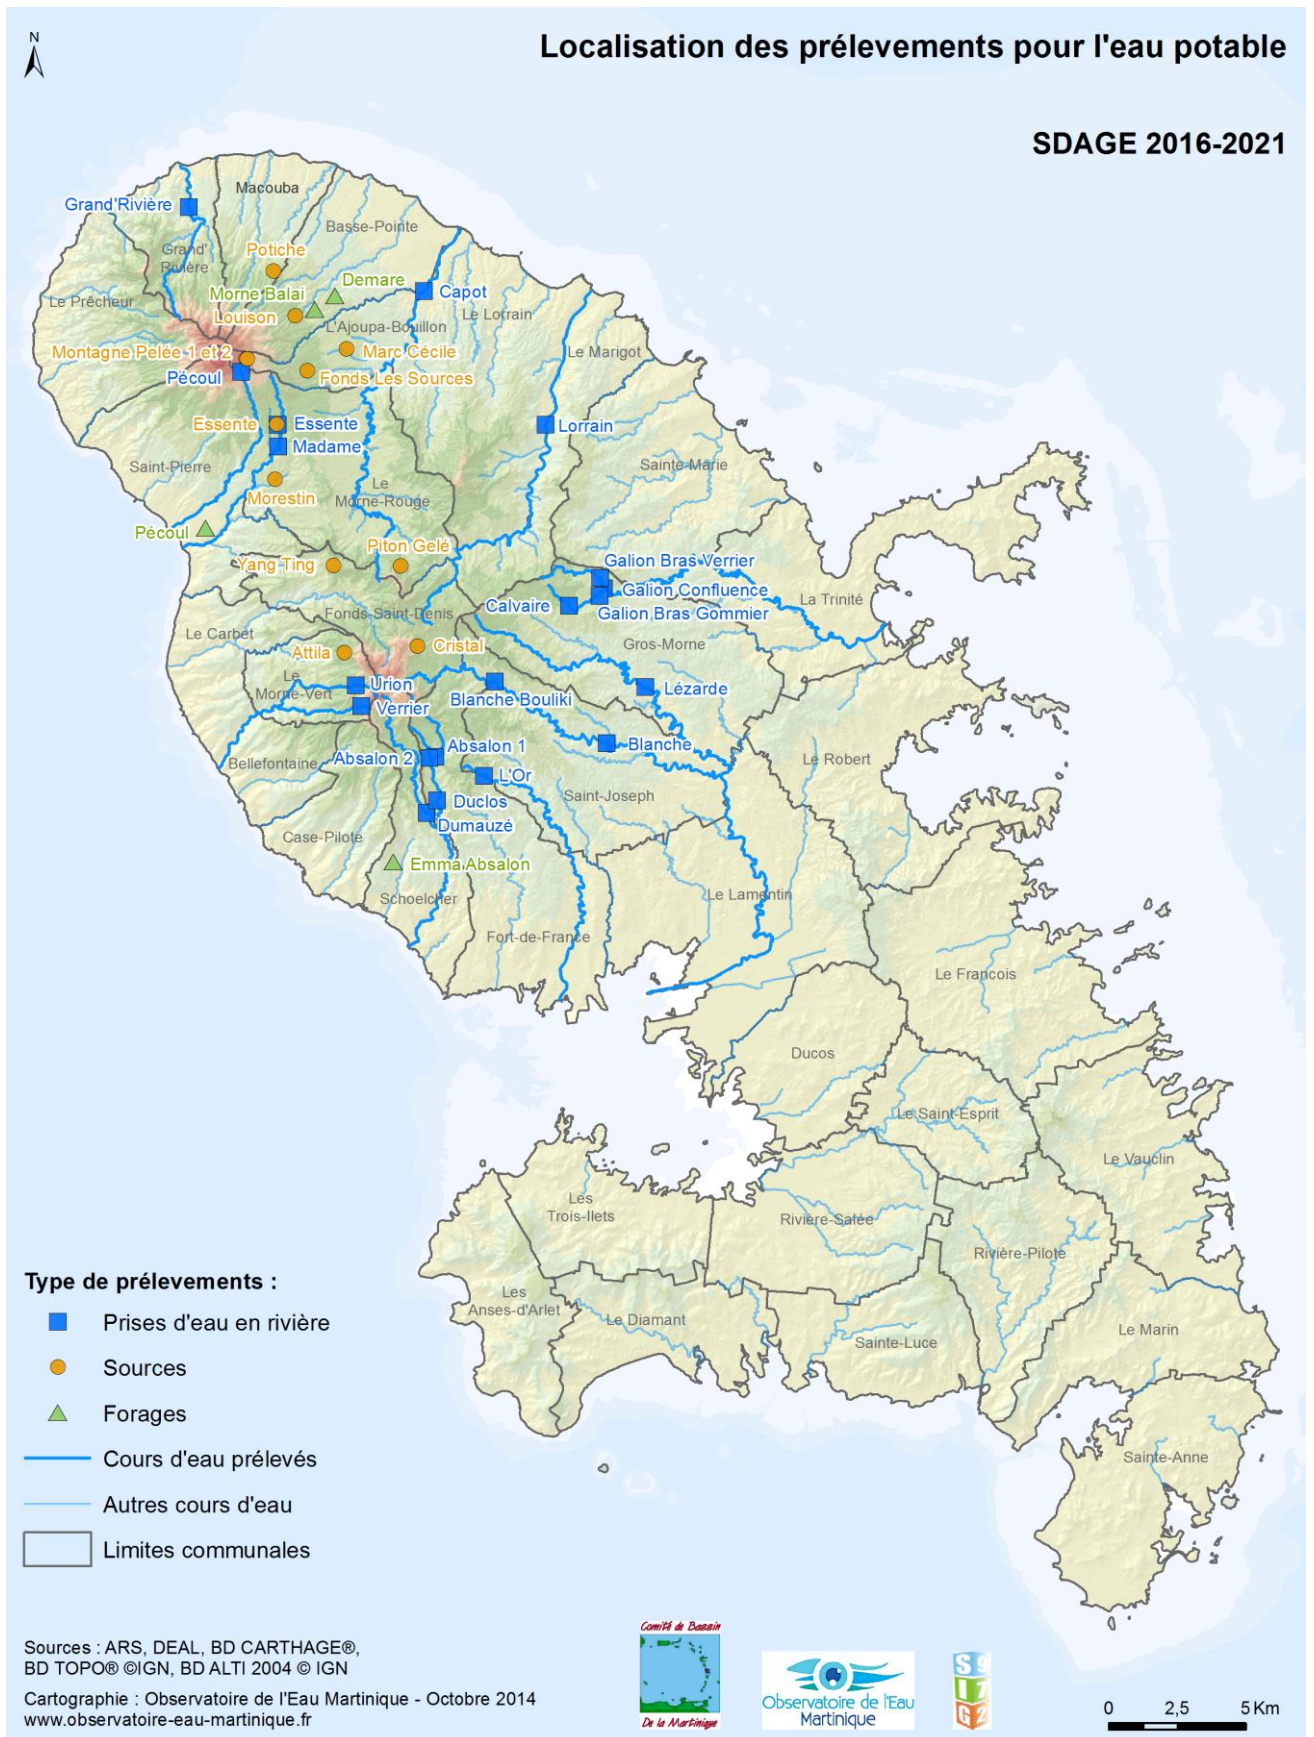 N
Localisation des prélevements pour l'eau potable
SDAGE 2016-2021
Macouba
Grand'Rivière
Basse-Pointe
Grand'
Rivière
Potiche
Demare
Morne Balai
Capot
Le Prêcheur
Louison
Le Lorrain
L'Ajoupa-Bouillon
Montagne Pelée 1 et 2
Marc Cécile
Le Marigot
Pécoul
Fonds Les Sources
Essente
Essente
Lorrain
Madame
Saint-Pierre
Sainte-Marie
Morestin
Le
Morne-Rouge
Pécoul
Piton Gelé
Yang Ting
Galion Bras Verrier
Galion Confluence
Calvaire
Galion Bras Gommier
La Trinité
Fonds-Saint-Denis
Le Carbet
Gros-Morne
Attila
Cristal
Le
Morne-Vert
Urion
Lézarde
Blanche Bouliki
Verrier
Absalon 1
Blanche
Absalon 2
Bellefontaine
Le Robert
L'Or
Saint-Joseph
Duclos
Dumauzé
Case-Pilote
Emma Absalon
Schoelcher
Le Lamentin
Fort-de-France
Le François
Ducos
Le Saint-Esprit
Le Vauclin
Les
Trois-Ilets
Rivière-Salée
Rivière-Pilote
Les
Anses-d'Arlet
Le Diamant
Sainte-Luce
Le Marin
Sainte-Anne
Type de prélevements :
Prises d'eau en rivière
Sources
Forages
Cours d'eau prélevés
Autres cours d'eau
Limites communales
Sources : ARS, DEAL, BD CARTHAGE®,
BD TOPO® ©IGN, BD ALTI 2004 © IGN
Cartographie : Observatoire de l'Eau Martinique - Octobre 2014
www.observatoire-eau-martinique.fr
Comité de Bassin
De la Martinique
Observatoire de l'Eau
Martinique
S 9
I 7
G 2
0 2,5 5 Km